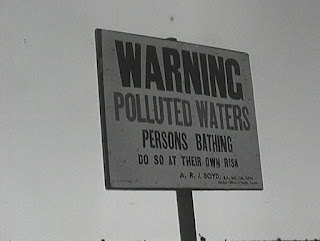 WARNING
POLLUTED WATERS
PERSONS BATHING
DO SO AT THEIR OWN RISK
A. R. J. BOYD,